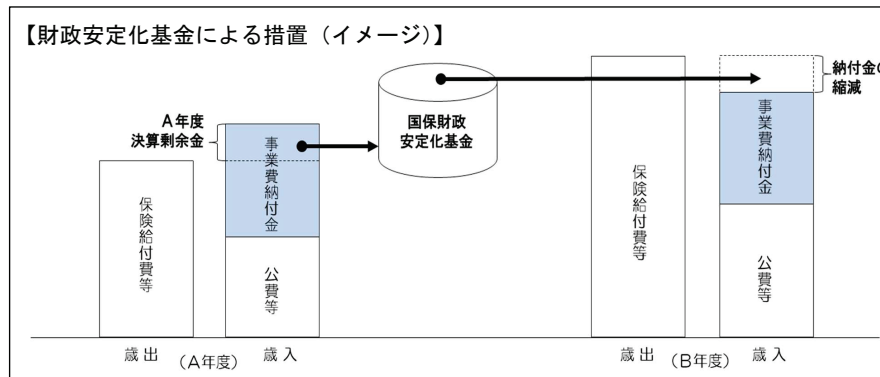 【財政安定化基金による措置（イメージ）】
A年度
決算剰余金
保険給付費等
事業費納付金
公費等
国保財政
安定化基金
保険給付費等
事業費納付金
公費等
納付金の
縮減
歳出
（A年度）
歳入
歳出
（B年度）
歳入